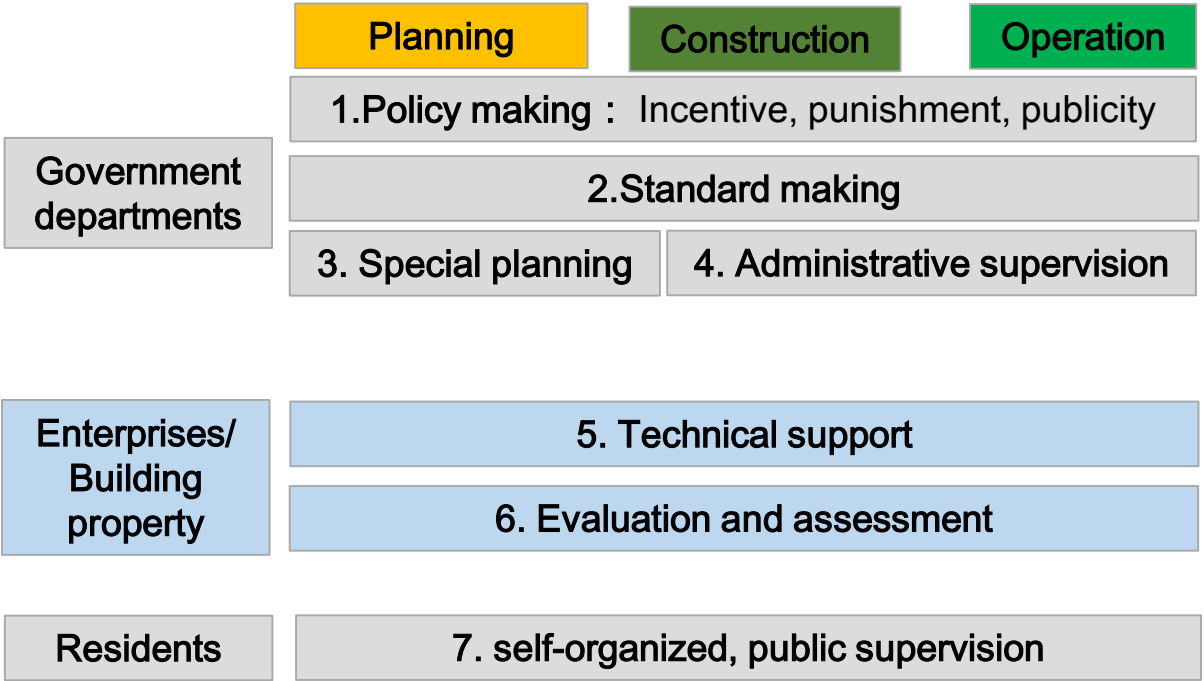 Planning
Construction
Operation
1.Policy making： Incentive, punishment, publicity
Government
departments
2.Standard making
3. Special planning
4. Administrative supervision
Enterprises/
Building
property
5. Technical support
6. Evaluation and assessment
Residents
7. self-organized, public supervision